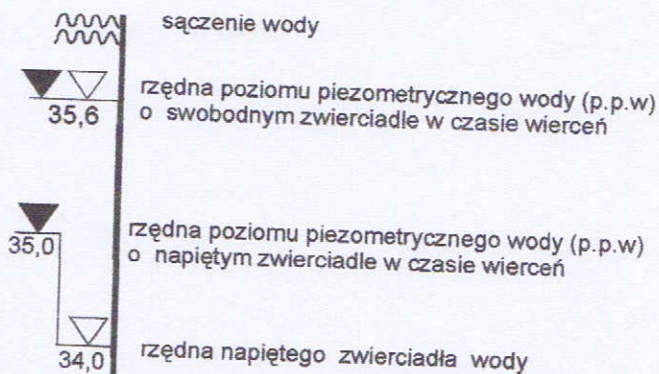 sączenie wody
rzędna poziomu piezometrycznego wody (p.p.w)
o swobodnym zwierciadle w czasie wierceń
35,6
rzędna poziomu piezometrycznego wody (p.p.w)
o napiętym zwierciadle w czasie wierceń
35,0
34,0
rzędna napiętego zwierciadła wody